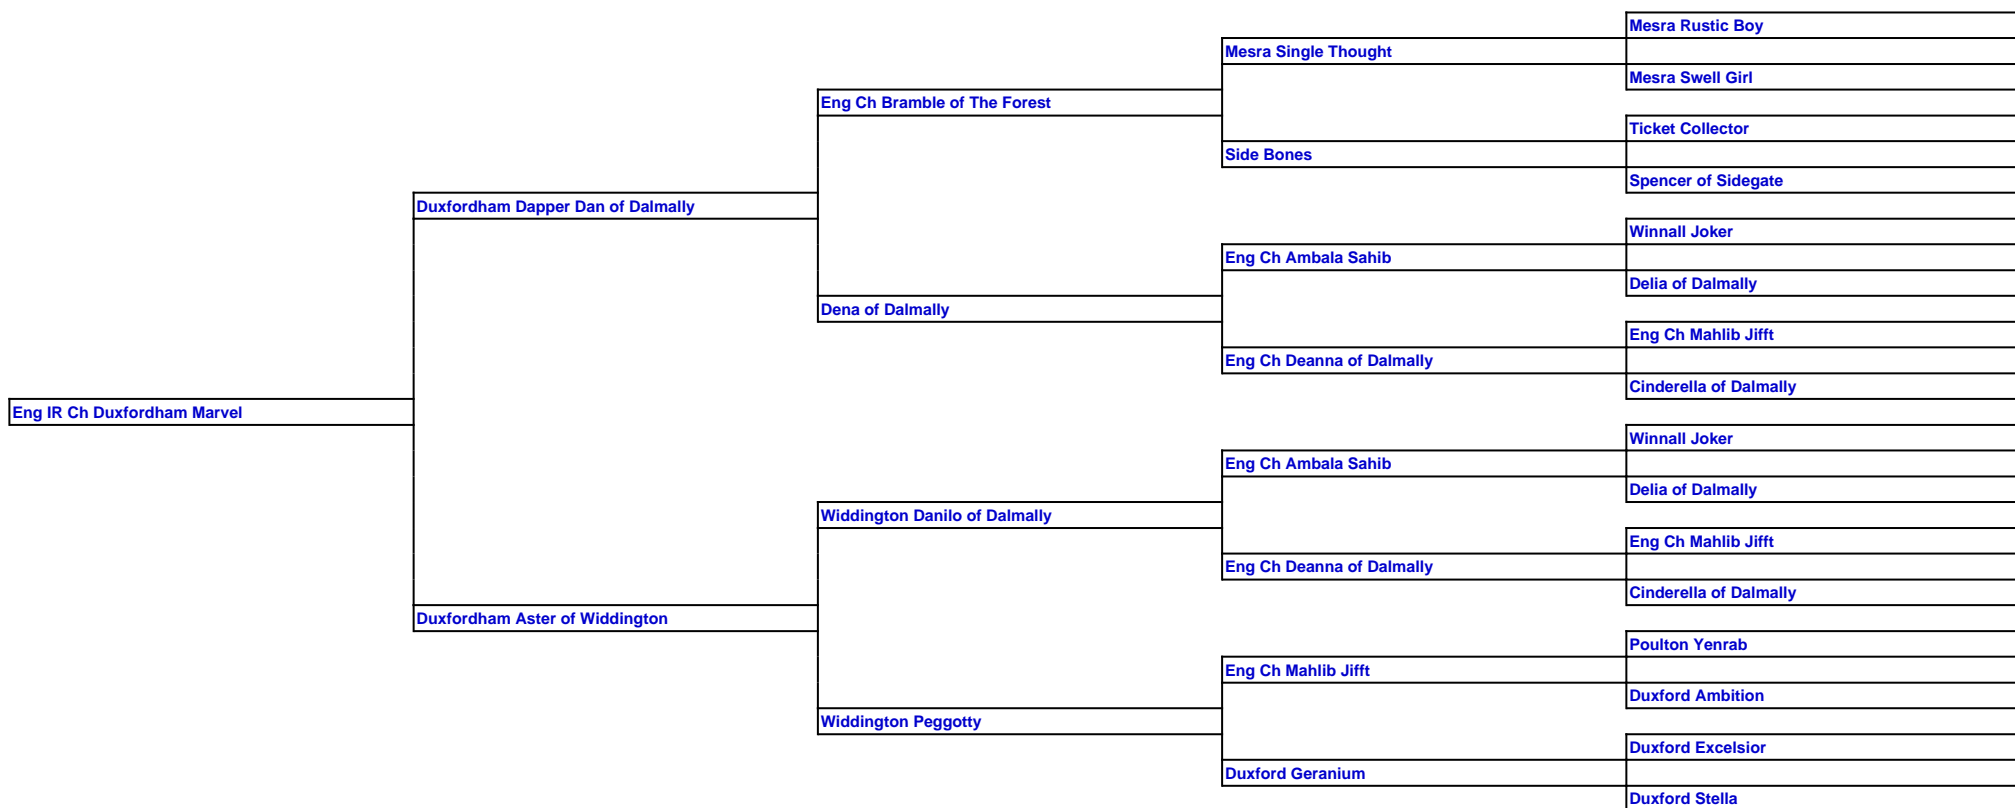 Mesra Rustic Boy
Mesra Single Thought
Mesra Swell Girl
Eng Ch Bramble of The Forest
Ticket Collector
Side Bones
Spencer of Sidegate
Duxfordham Dapper Dan of Dalmally
Winnall Joker
Eng Ch Ambala Sahib
Delia of Dalmally
Dena of Dalmally
Eng Ch Mahlib Jifft
Eng Ch Deanna of Dalmally
Cinderella of Dalmally
Eng IR Ch Duxfordham Marvel
Winnall Joker
Eng Ch Ambala Sahib
Delia of Dalmally
Widdington Danilo of Dalmally
Eng Ch Mahlib Jifft
Eng Ch Deanna of Dalmally
Cinderella of Dalmally
Duxfordham Aster of Widdington
Poulton Yenrab
Eng Ch Mahlib Jifft
Duxford Ambition
Widdington Peggotty
Duxford Excelsior
Duxford Geranium
Duxford Stella